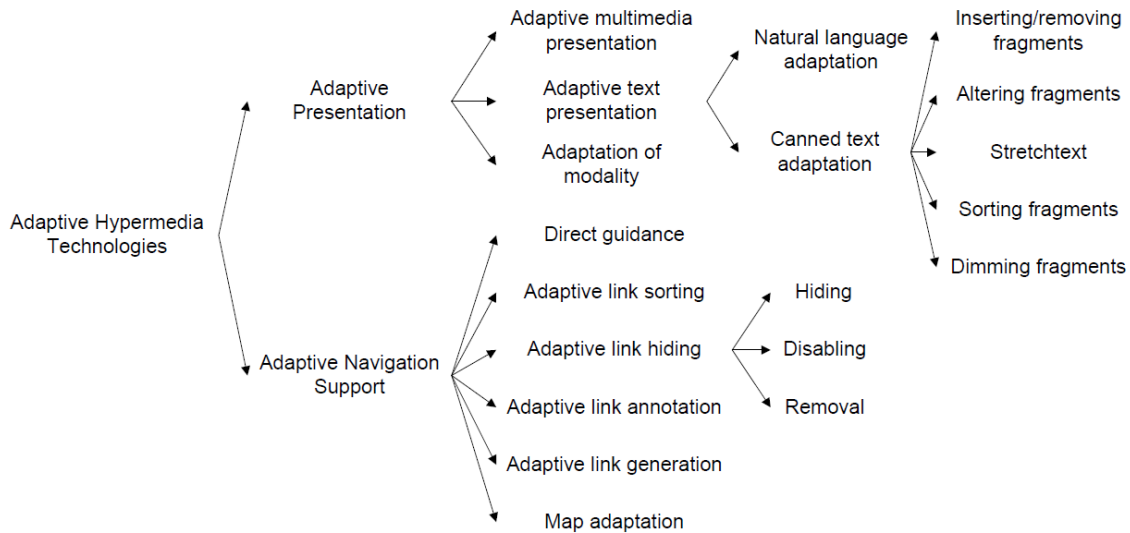 Adaptive Hypermedia
Technologies
Adaptive
Presentation
Adaptive multimedia
presentation
Adaptive text
presentation
Natural language
adaptation
Canned text
adaptation
Inserting/removing
fragments
Altering fragments
Stretchtext
Sorting fragments
Dimming fragments
Adaptation of
modality
Adaptive Navigation
Support
Direct guidance
Adaptive link sorting
Adaptive link hiding
Hiding
Disabling
Removal
Adaptive link annotation
Adaptive link generation
Map adaptation